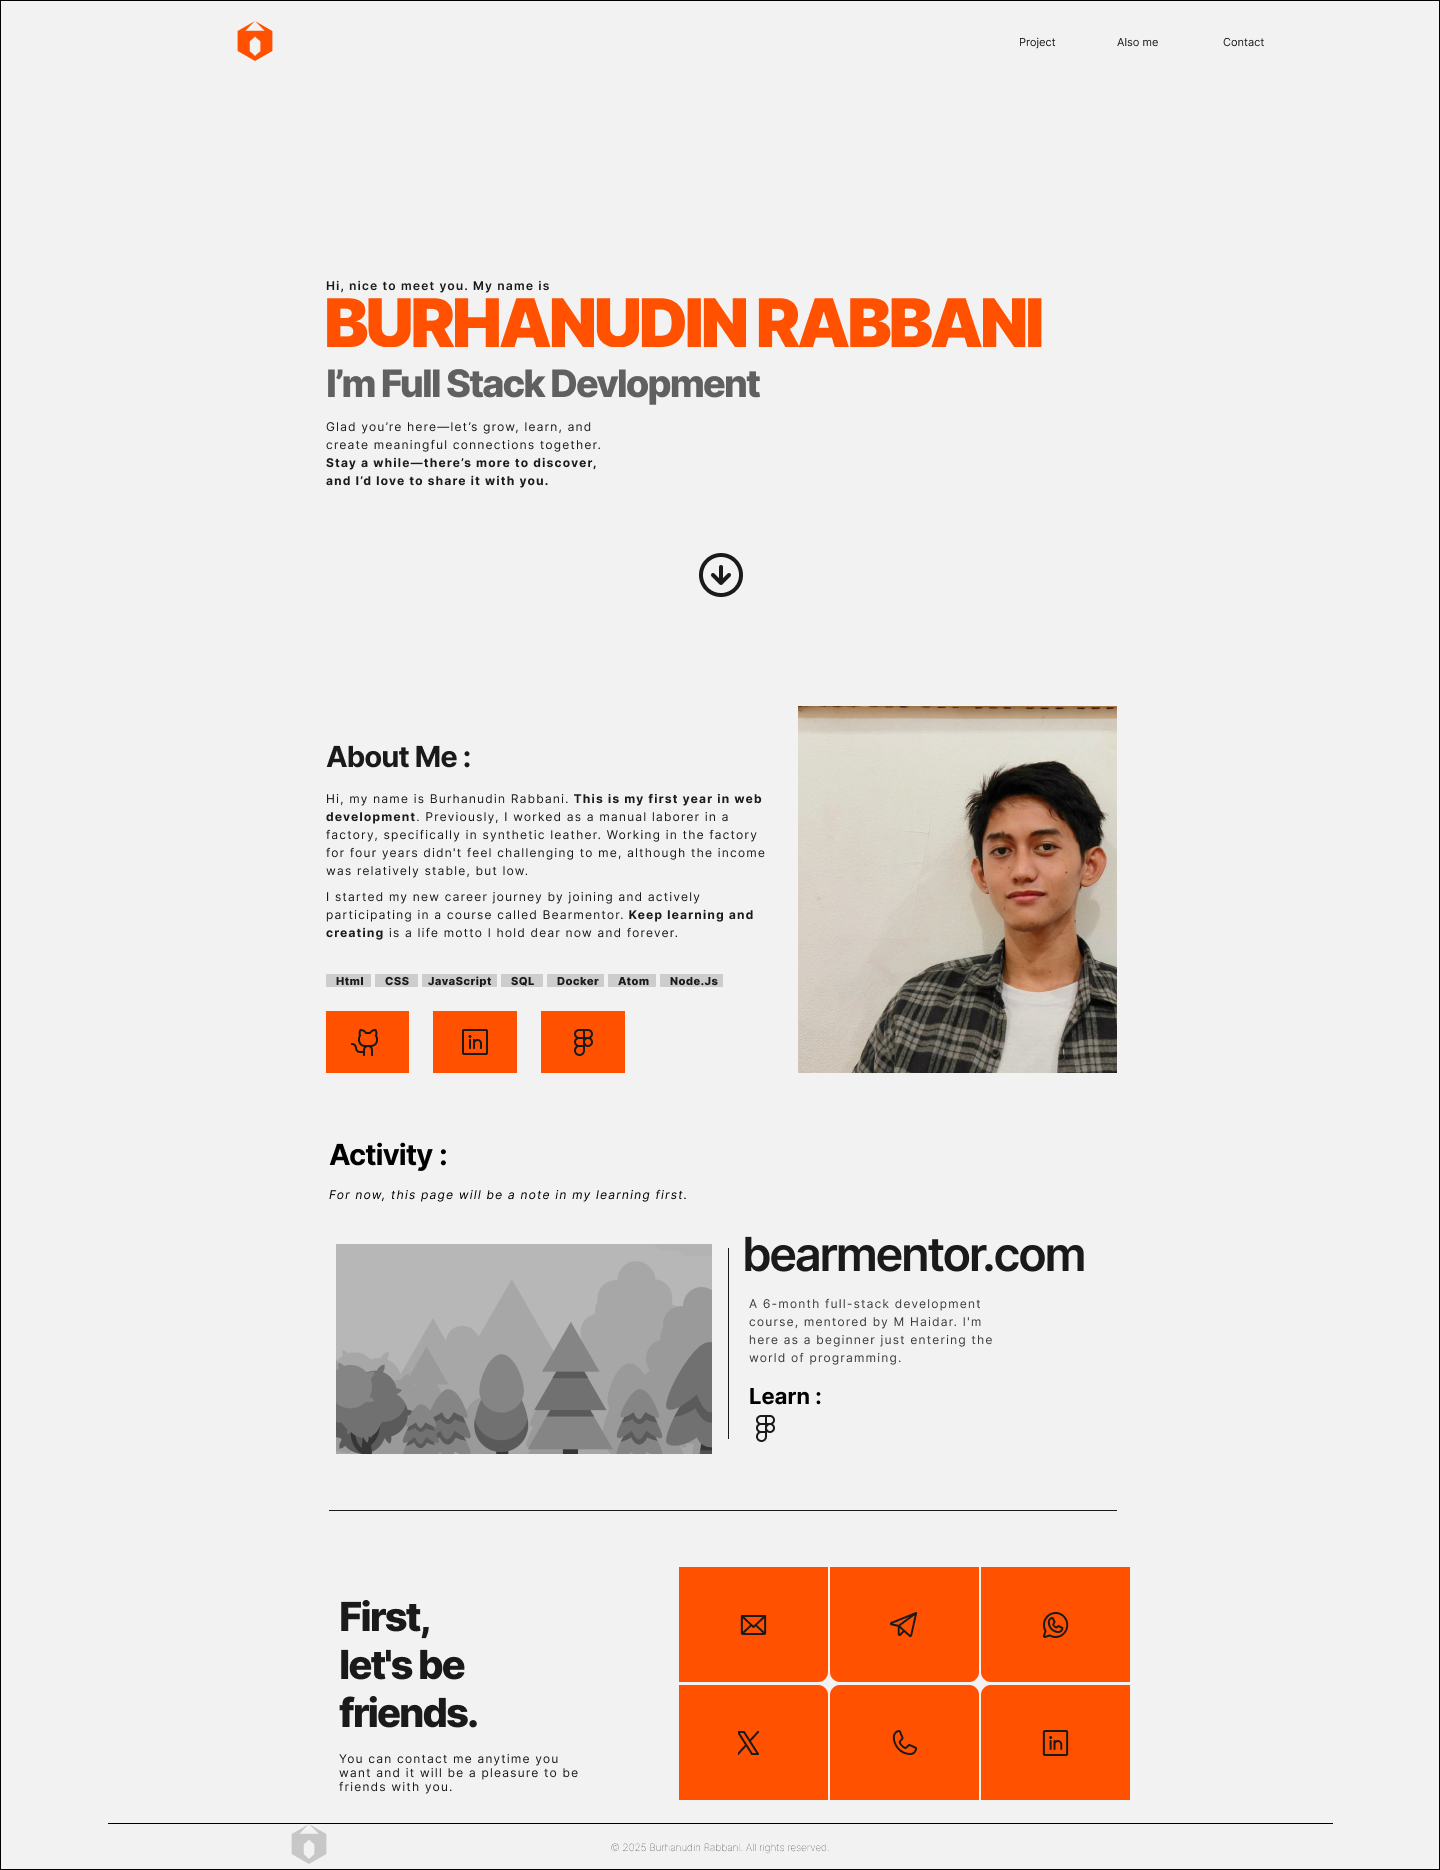 Project Also me Contact
Hi, nice to meet you. My name is
BURHANUDIN RABBANI
I’m Full Stack Devlopment
Glad you’re here—let’s grow, learn, and
create meaningful connections together.
Stay a while—there’s more to discover,
and I’d love to share it with you.
About Me :
Hi, my name is Burhanudin Rabbani. This is my first year in web
development. Previously, I worked as a manual laborer in a
factory, specifically in synthetic leather. Working in the factory
for four years didn't feel challenging to me, although the income
was relatively stable, but low.
I started my new career journey by joining and actively
participating in a course called Bearmentor. Keep learning and
creating is a life motto I hold dear now and forever.
Html CSS JavaScript SQL Docker Atom Node.Js
in
Activity :
For now, this page will be a note in my learning first.
bearmentor.com
A 6-month full-stack development
course, mentored by M Haidar. I'm
here as a beginner just entering the
world of programming.
Learn :
First,
let's be
friends.
You can contact me anytime you
want and it will be a pleasure to be
friends with you.
X
in
© 2025 Burhanudin Rabbani. All rights reserved.